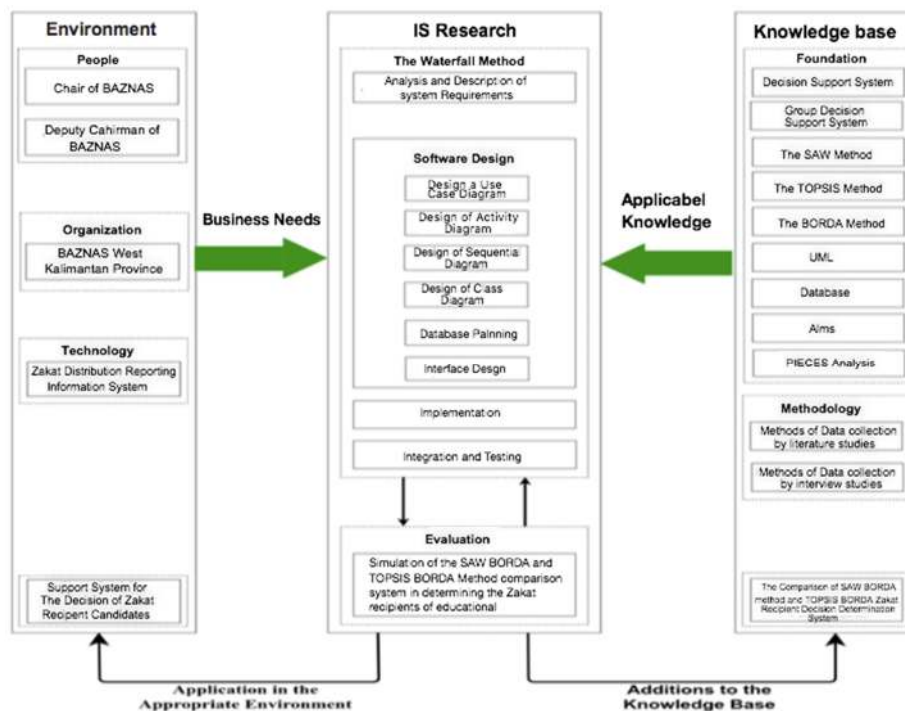 Environment
People
Chair of BAZNAS
Deputy Cahirman of
BAZNAS
Organization
BAZNAS West
Kalimantan Province
Technology
Zakat Distribution Reporting
Information System
Support System for
The Decision of Zakat
Recipent Candidates
Business Needs
IS Research
The Waterfall Method
Analysis and Description of
system Requirements
Software Design
Design a Use
Case Diagram
Design of Activity
Diagram
Design of Sequential
Diagram
Design of Class
Diagram
Database Palnning
Interface Desgn
Implementation
Integration and Testing
Evaluation
Simulation of the SAW BORDA and
TOPSIS BORDA Method comparison
system in determining the Zakat
recipients of educational
Applicabel
Knowledge
Knowledge base
Foundation
Decision Support System
Group Decision
Support System
The SAW Method
The TOPSIS Method
The BORDA Method
UML
Database
Alms
PIECES Analysis
Methodology
Methods of Data collection
by literature studies
Methods of Data collection
by interview studies
The Comparison of SAW BORDA
method and TOPSIS BORDA Zakat
Recipient Decision Determination
System
Application in the
Appropriate Environment
Additions to the
Knowledge Base